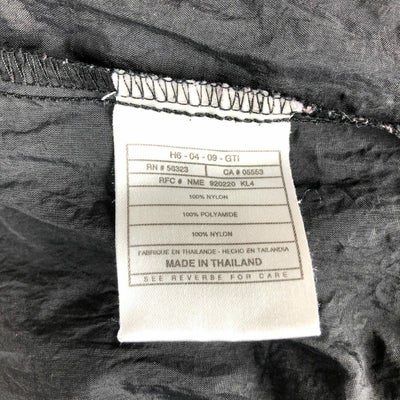 H6 - 04 - 09 - GTI
RN # 56323 CA # 05553
RFC # NME 920220 KL4
100% NYLON
100% POLYAMIDE
100% NYLON
FABRIQUÉ EN THAILANDE - HECHO EN TAILANDIA
MADE IN THAILAND
SEE REVERSE FOR CARE